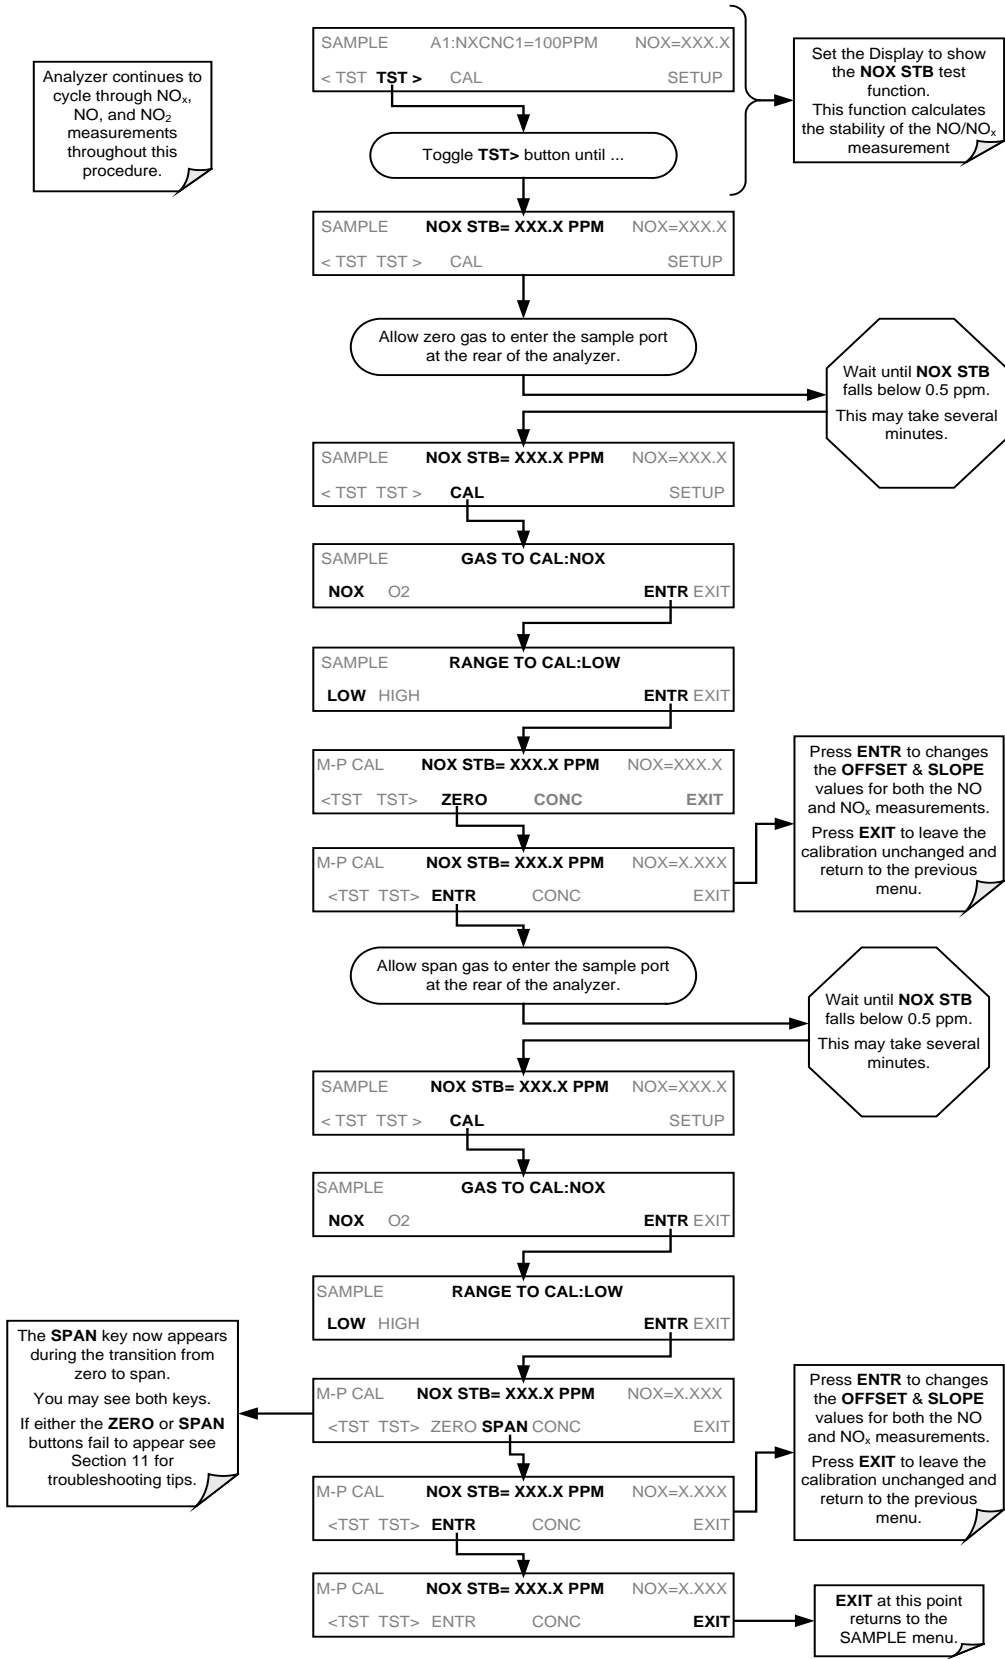 SAMPLE A1:NXCNC1=100PPM NOX=XXX.X
< TST TST > CAL SETUP
Analyzer continues to
cycle through NOₓ,
NO, and NO₂
measurements
throughout this
procedure.
Set the Display to show
the NOX STB test
function.
This function calculates
the stability of the NO/NOₓ
measurement
Toggle TST> button until ...
SAMPLE NOX STB= XXX.X PPM NOX=XXX.X
< TST TST > CAL SETUP
Allow zero gas to enter the sample port
at the rear of the analyzer.
Wait until NOX STB
falls below 0.5 ppm.
This may take several
minutes.
SAMPLE NOX STB= XXX.X PPM NOX=XXX.X
< TST TST > CAL SETUP
SAMPLE GAS TO CAL:NOX
NOX O2 ENTR EXIT
SAMPLE RANGE TO CAL:LOW
LOW HIGH ENTR EXIT
M-P CAL NOX STB= XXX.X PPM NOX=XXX.X
<TST TST> ZERO CONC EXIT
Press ENTR to changes
the OFFSET & SLOPE
values for both the NO
and NOₓ measurements.
Press EXIT to leave the
calibration unchanged and
return to the previous
menu.
M-P CAL NOX STB= XXX.X PPM NOX=X.XXX
<TST TST> ENTR CONC EXIT
Allow span gas to enter the sample port
at the rear of the analyzer.
Wait until NOX STB
falls below 0.5 ppm.
This may take several
minutes.
SAMPLE NOX STB= XXX.X PPM NOX=XXX.X
< TST TST > CAL SETUP
SAMPLE GAS TO CAL:NOX
NOX O2 ENTR EXIT
SAMPLE RANGE TO CAL:LOW
LOW HIGH ENTR EXIT
The SPAN key now appears
during the transition from
zero to span.
You may see both keys.
If either the ZERO or SPAN
buttons fail to appear see
Section 11 for
troubleshooting tips.
M-P CAL NOX STB= XXX.X PPM NOX=X.XXX
<TST TST> ZERO SPAN CONC EXIT
Press ENTR to changes
the OFFSET & SLOPE
values for both the NO
and NOₓ measurements.
Press EXIT to leave the
calibration unchanged and
return to the previous
menu.
M-P CAL NOX STB= XXX.X PPM NOX=X.XXX
<TST TST> ENTR CONC EXIT
M-P CAL NOX STB= XXX.X PPM NOX=X.XXX
<TST TST> ENTR CONC EXIT
EXIT at this point
returns to the
SAMPLE menu.